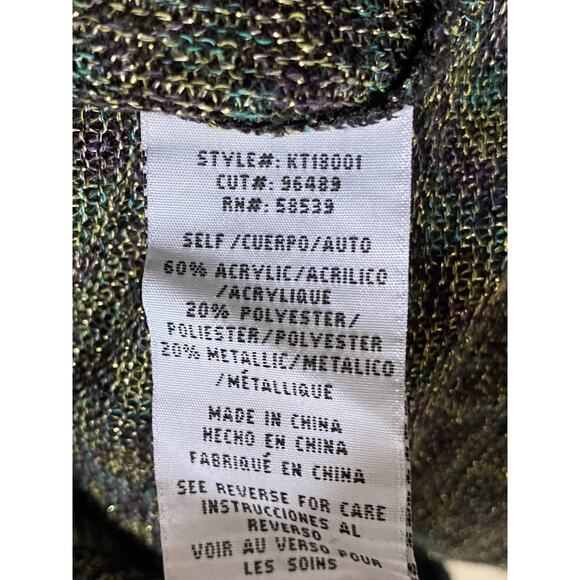 STYLE#: KT18001
CUT#: 96489
RN#: 58539
SELF/CUERPO/AUTO
60% ACRYLIC/ACRILICO
/ACRYLIQUE
20% POLYESTER/
POLIESTER/POLYESTER
20% METALLIC/METALICO
/MÉTALLIQUE
MADE IN CHINA
HECHO EN CHINA
FABRIQUÉ EN CHINA
SEE REVERSE FOR CARE
INSTRUCCIONES AL
REVERSO
VOIR AU VERSO POUR
LES SOINS